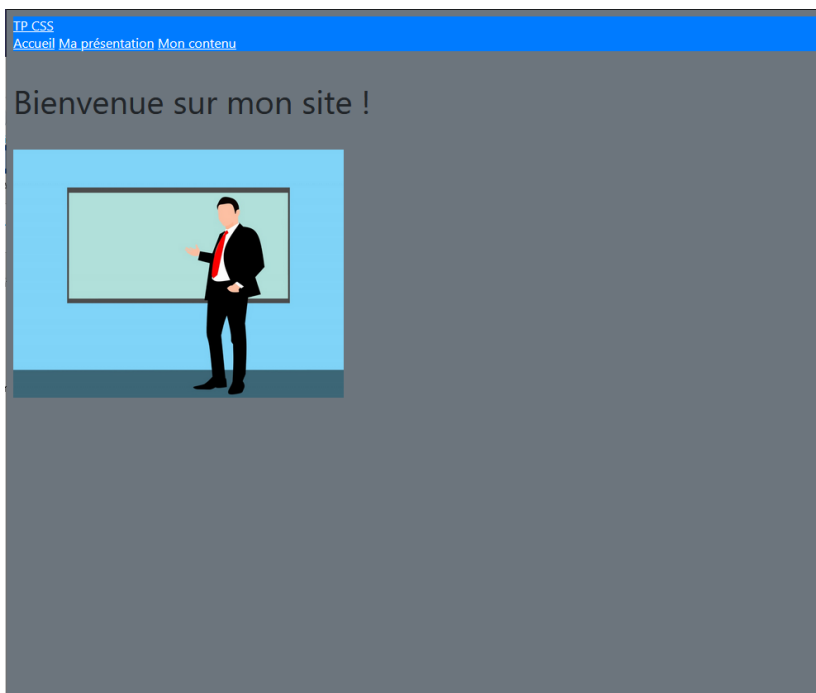 TP CSS
Accueil Ma présentation Mon contenu
Bienvenue sur mon site !